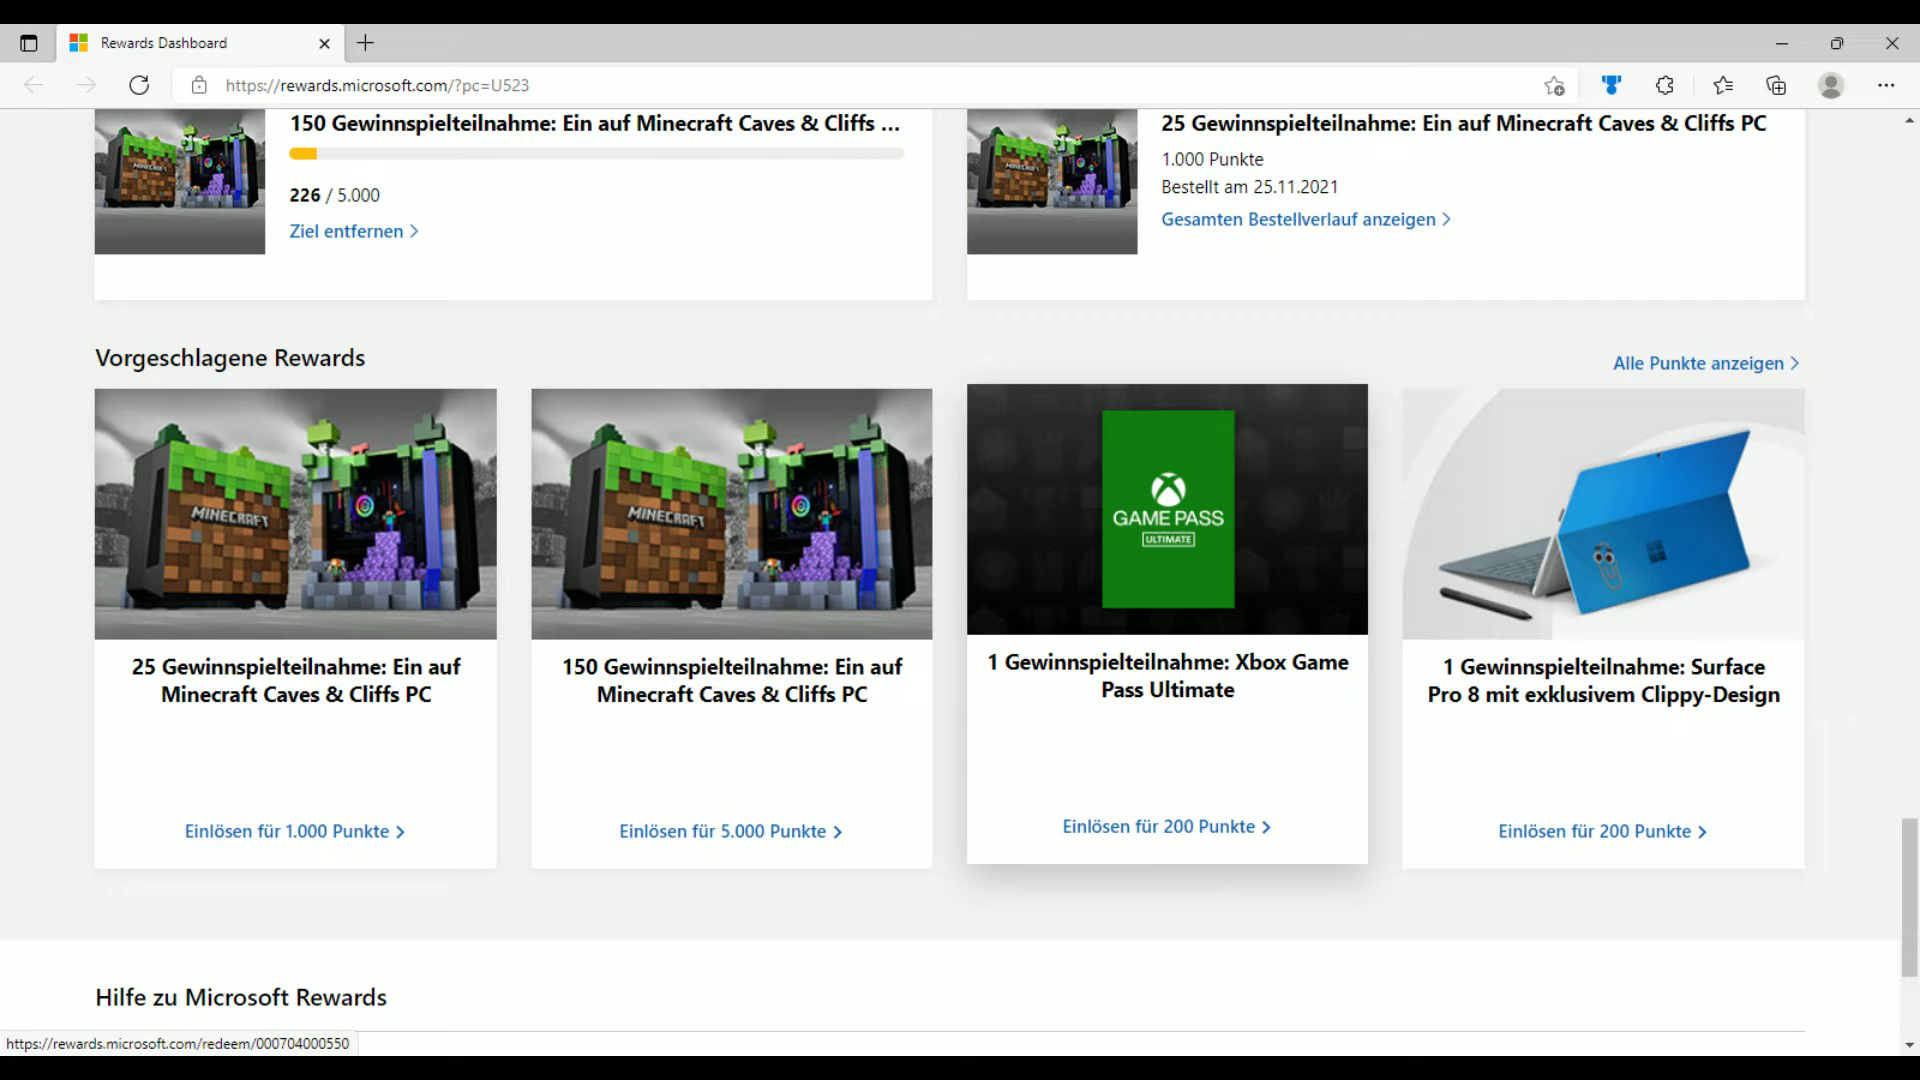 Rewards Dashboard
https://rewards.microsoft.com/?pc=U523
150 Gewinnspielteilnahme: Ein auf Minecraft Caves & Cliffs ...
226 / 5.000
Ziel entfernen
25 Gewinnspielteilnahme: Ein auf Minecraft Caves & Cliffs PC
1.000 Punkte
Bestellt am 25.11.2021
Gesamten Bestellverlauf anzeigen
Vorgeschlagene Rewards
Alle Punkte anzeigen
MINECRAFT
25 Gewinnspielteilnahme: Ein auf
Minecraft Caves & Cliffs PC
Einlösen für 1.000 Punkte
MINECRAFT
150 Gewinnspielteilnahme: Ein auf
Minecraft Caves & Cliffs PC
Einlösen für 5.000 Punkte
GAME PASS
ULTIMATE
1 Gewinnspielteilnahme: Xbox Game
Pass Ultimate
Einlösen für 200 Punkte
1 Gewinnspielteilnahme: Surface
Pro 8 mit exklusivem Clippy-Design
Einlösen für 200 Punkte
Hilfe zu Microsoft Rewards
https://rewards.microsoft.com/redeem/000704000550